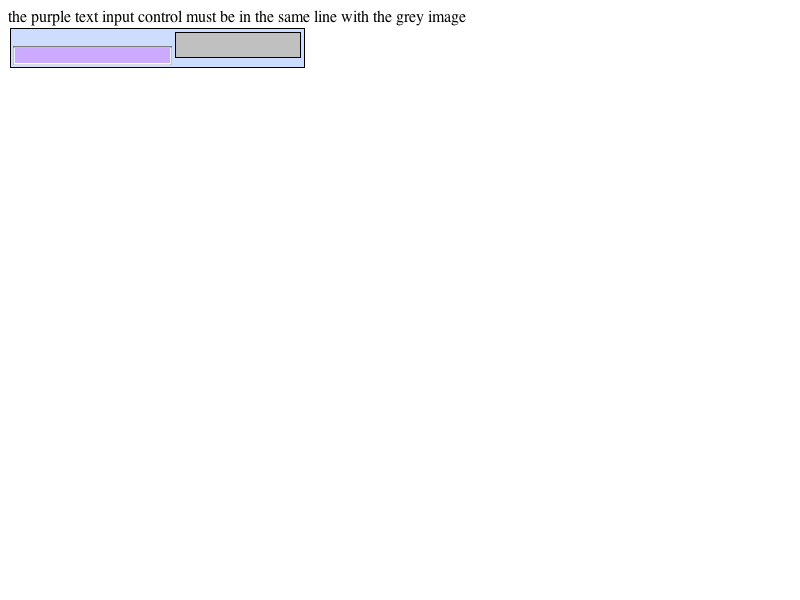 the purple text input control must be in the same line with the grey image